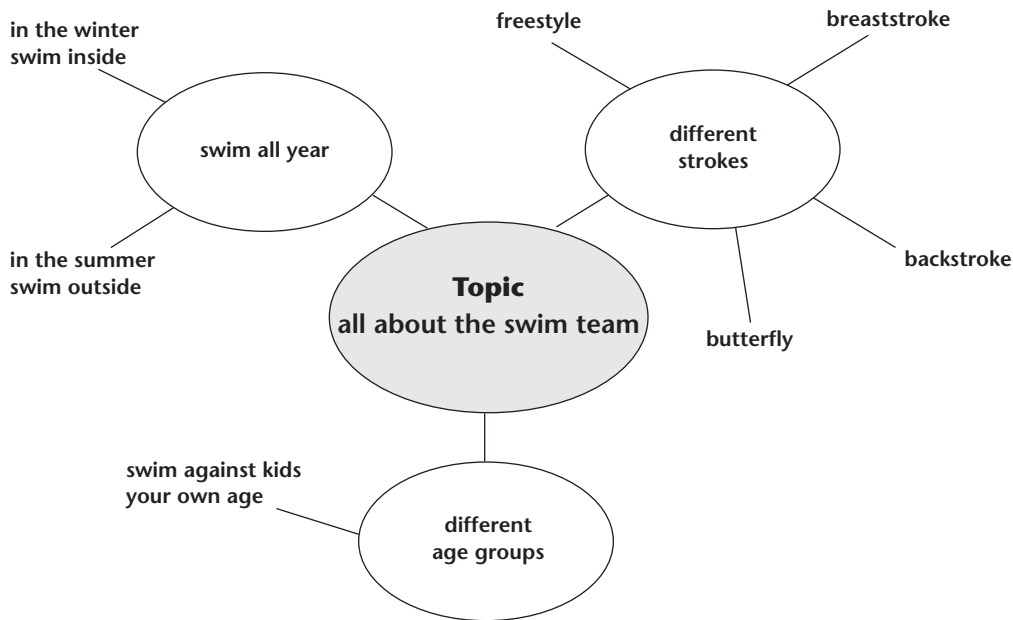 in the winter
swim inside
swim all year
in the summer
swim outside
freestyle
breaststroke
different
strokes
backstroke
butterfly
Topic
all about the swim team
swim against kids
your own age
different
age groups